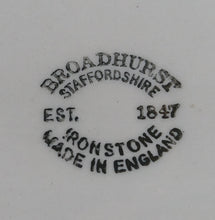 BROADHURST
STAFFORDSHIRE
EST. 1847
IRONSTONE
MADE IN ENGLAND